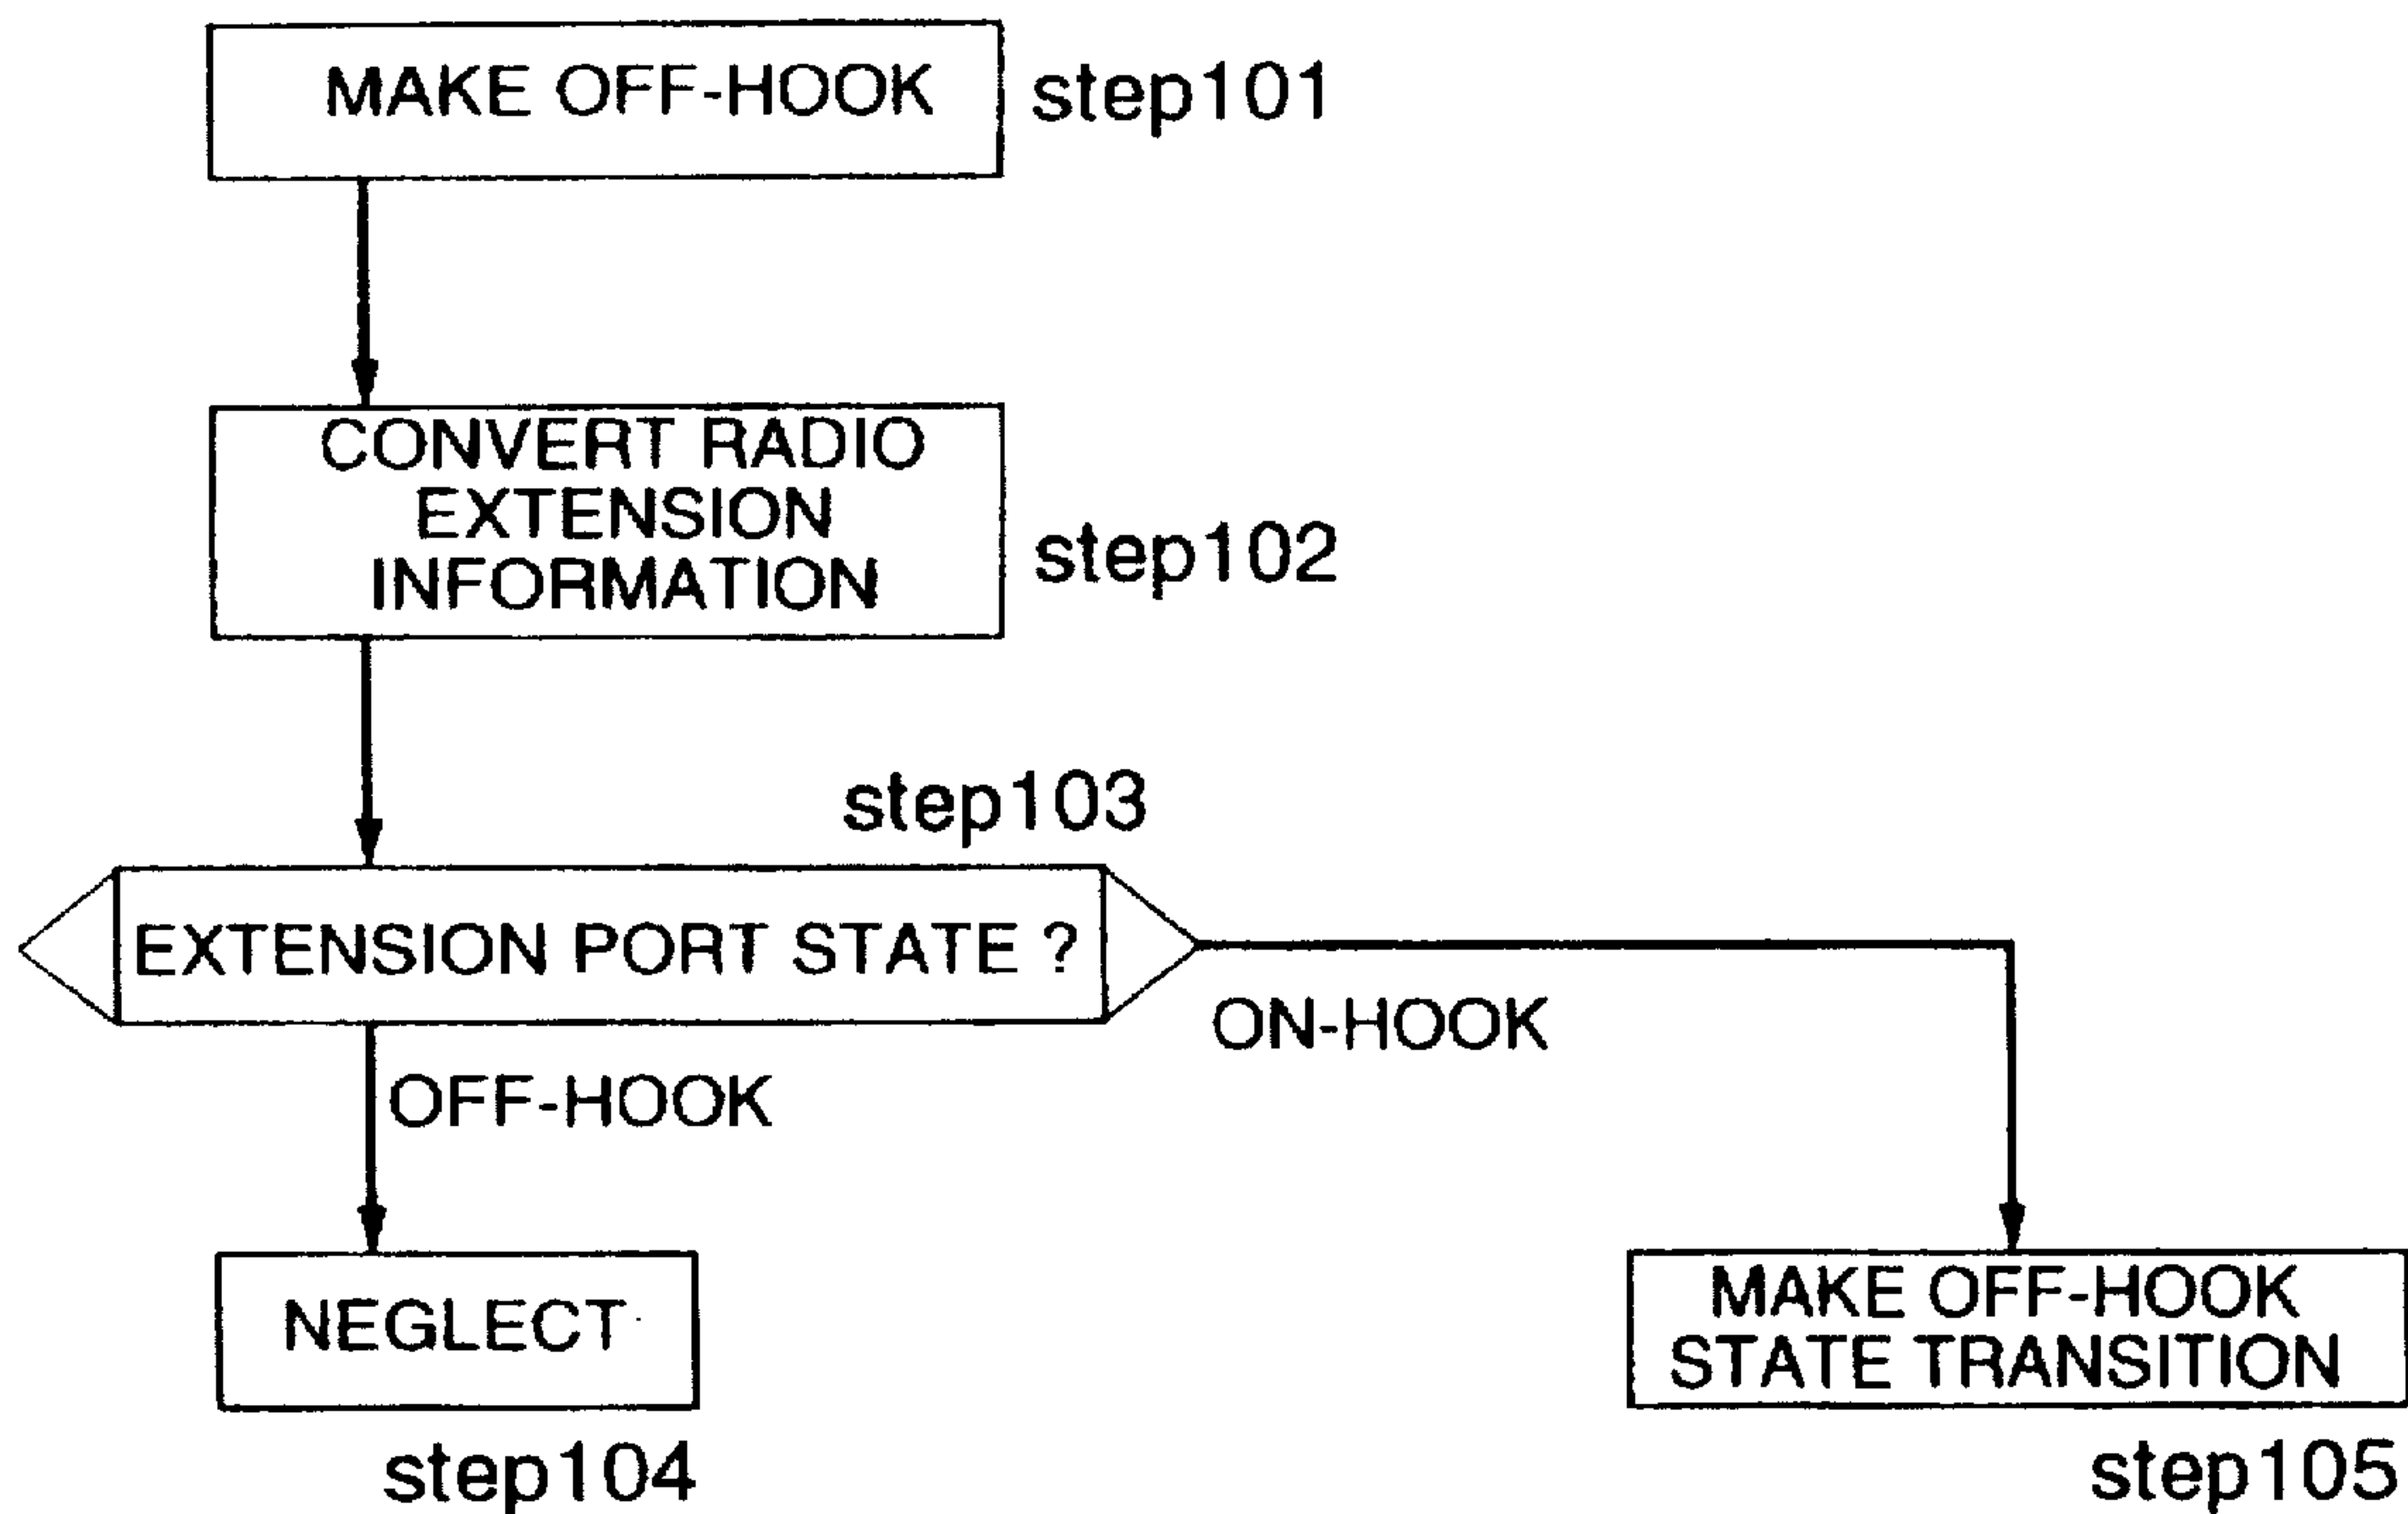 MAKE OFF-HOOK
step101
CONVERT RADIO
EXTENSION
INFORMATION
step102
step103
EXTENSION PORT STATE ?
ON-HOOK
OFF-HOOK
NEGLECT
step104
MAKE OFF-HOOK
STATE TRANSITION
step105